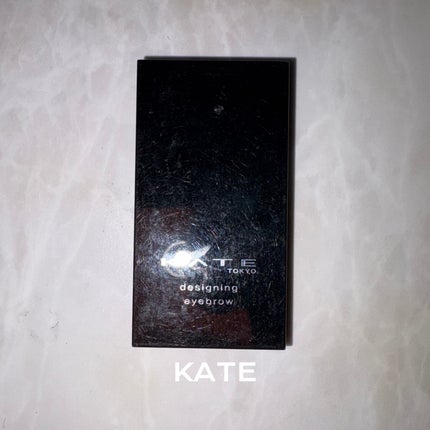 KATE
TOKYO
designing
eyebrow
KATE